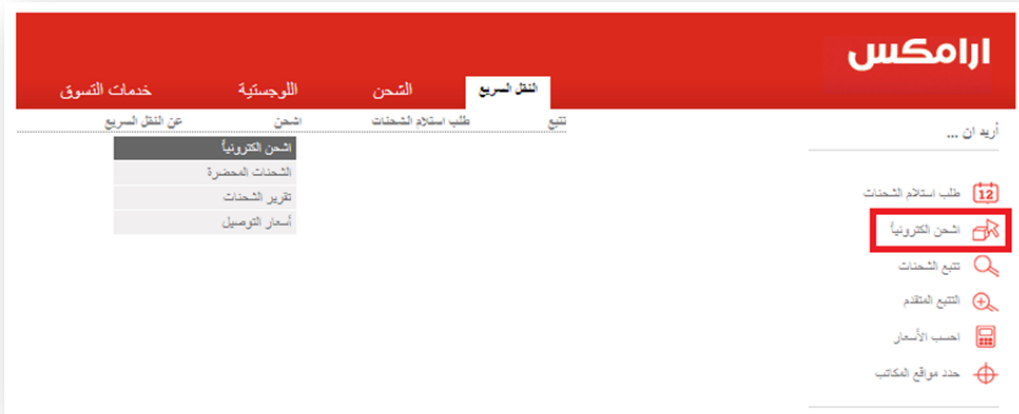 ارامكس
النقل السريع الشحن اللوجستية خدمات التسوق
تتبع طلب استلام الشحنات اشحن عن النقل السريع
اشحن الكترونياً
الشحنات المحضرة
تقرير الشحنات
أسعار التوصيل
أريد ان ...
12 طلب استلام الشحنات
اشحن الكترونياً
تتبع الشحنات
التتبع المتقدم
احسب الأسعار
حدد مواقع المكاتب